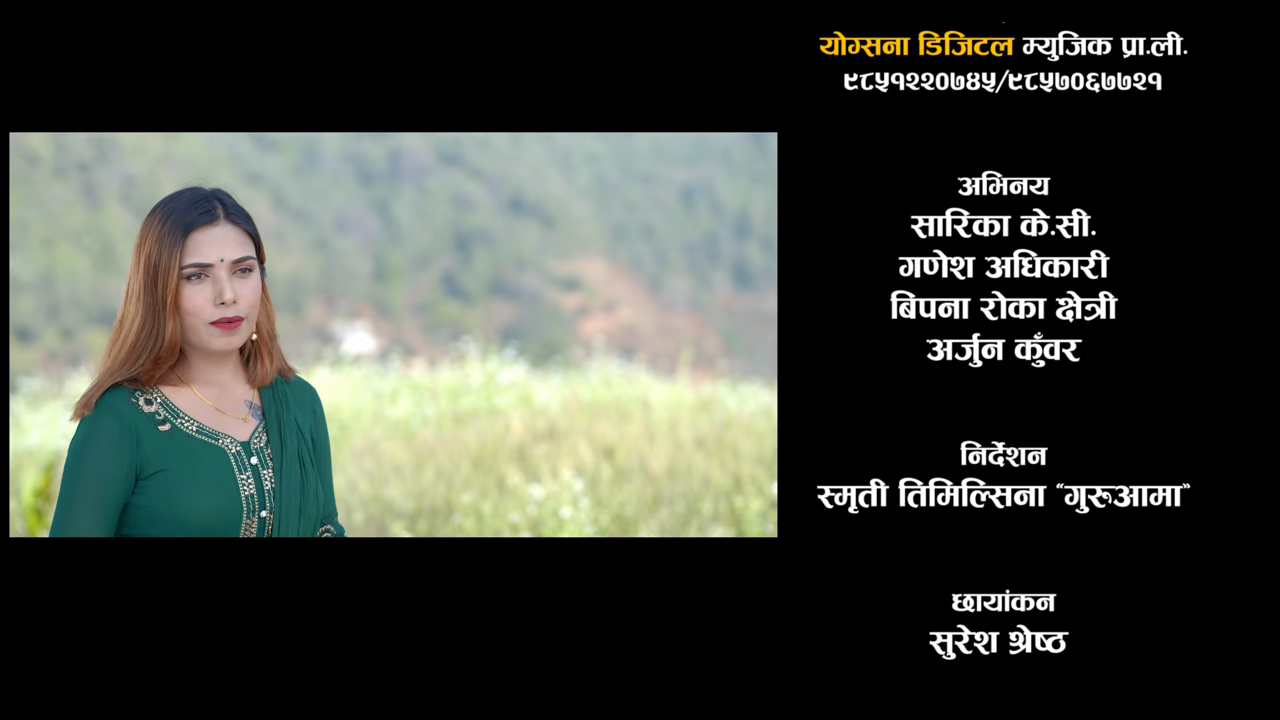 योग्सना डिजिटल म्युजिक प्रा.ली.
९८५१२२०७४५/९८५७०६७७२१
अभिनय
सारिका के.सी.
गणेश अधिकारी
बिपना रोका क्षेत्री
अर्जुन कुँवर
निर्देशन
स्मृती तिमिल्सिना “गुरुआमा”
छायांकन
सुरेश श्रेष्ठ